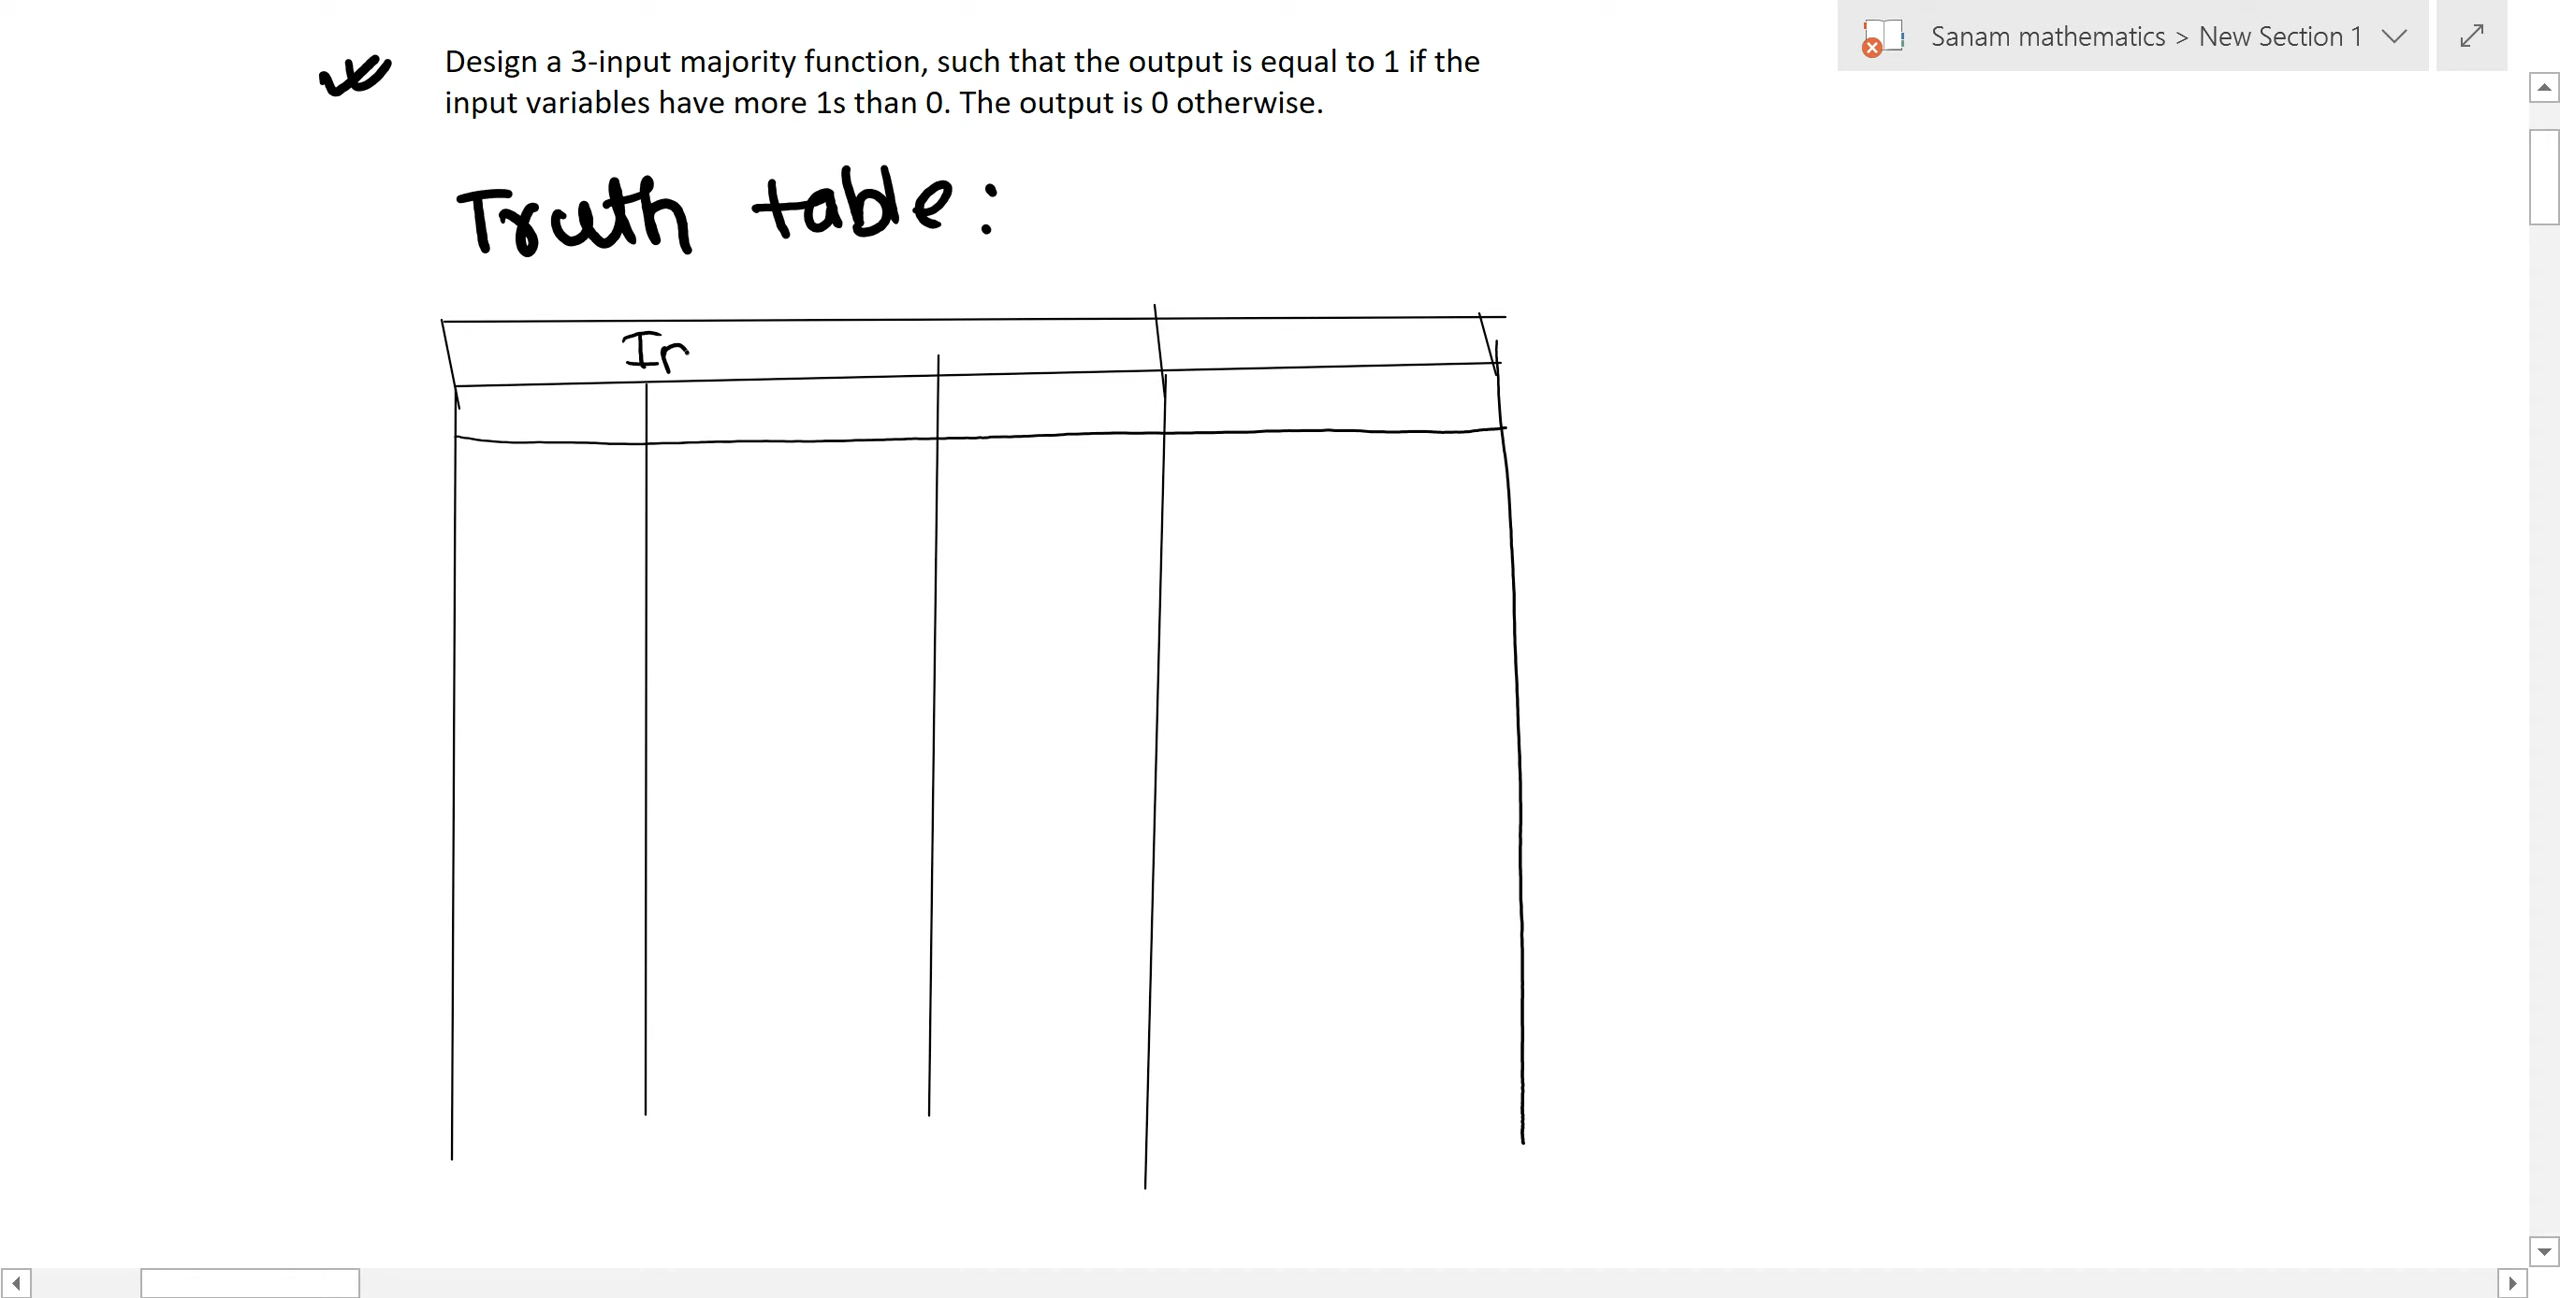 Sanam mathematics > New Section 1
Design a 3-input majority function, such that the output is equal to 1 if the
input variables have more 1s than 0. The output is 0 otherwise.
Truth table:
In